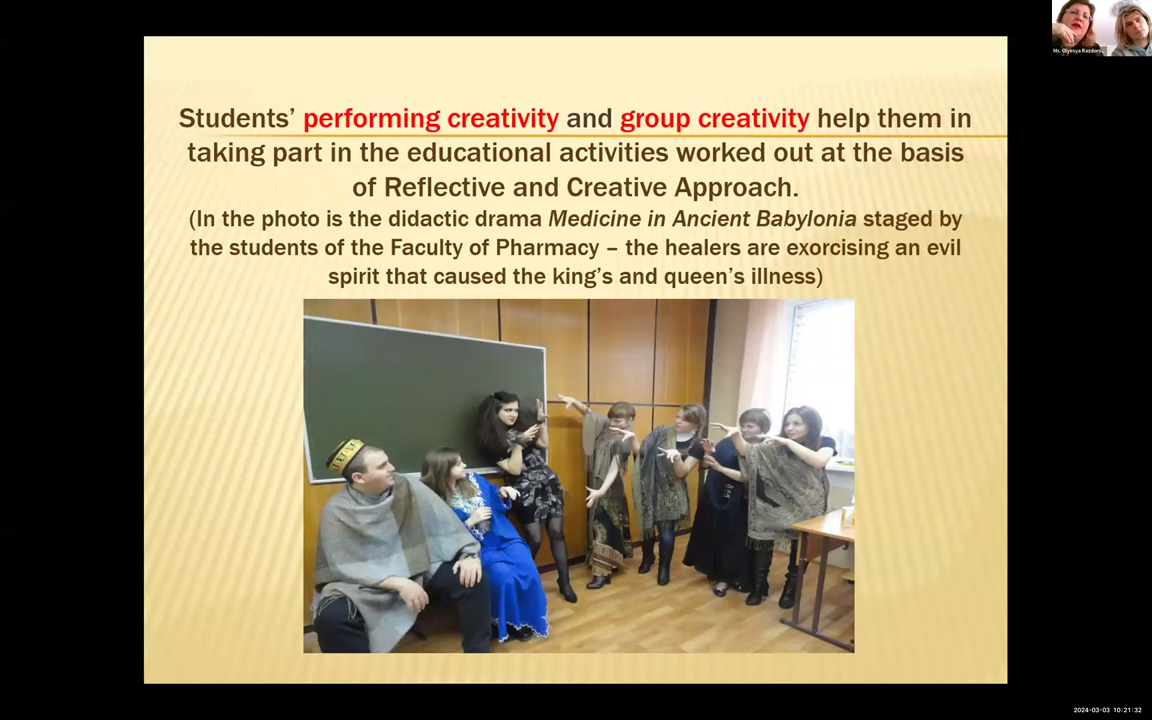 Ms. Olyesya Razdors...
Students’ performing creativity and group creativity help them in
taking part in the educational activities worked out at the basis
of Reflective and Creative Approach.
(In the photo is the didactic drama Medicine in Ancient Babylonia staged by
the students of the Faculty of Pharmacy – the healers are exorcising an evil
spirit that caused the king’s and queen’s illness)
2024-03-03 10:21:32